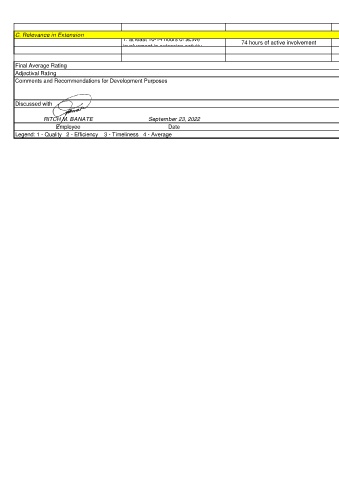 C. Relevance in Extension
1. at least 10-14 hours of active
involvement in extension activity
74 hours of active involvement
Final Average Rating
Adjectival Rating
Comments and Recommendations for Development Purposes
Discussed with
RITCH M. BANATE September 23, 2022
Employee Date
Legend: 1 - Quality 2 - Efficiency 3 - Timeliness 4 - Average